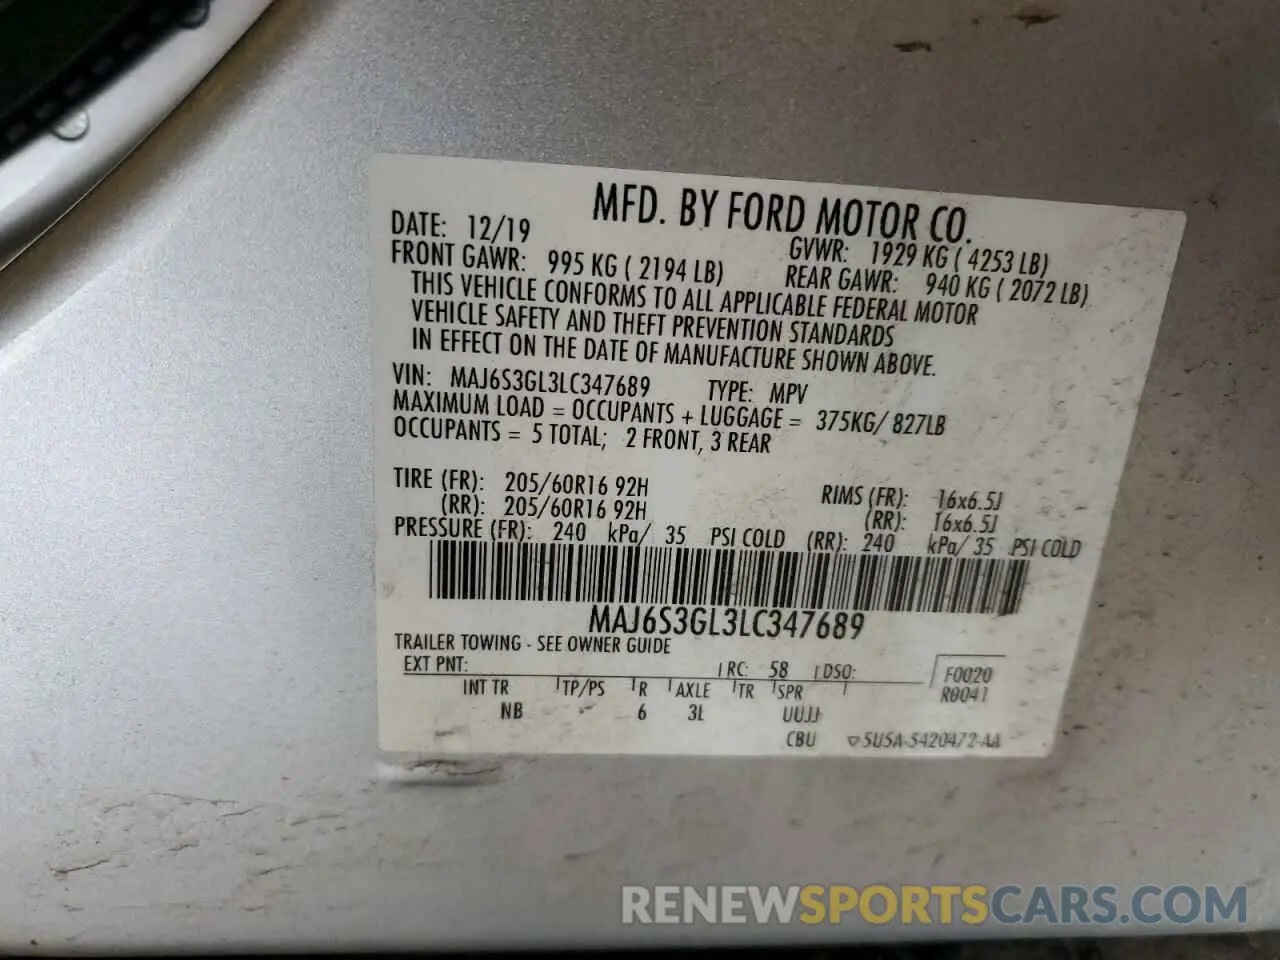 MFD. BY FORD MOTOR CO.
DATE: 12/19 GVWR: 1929 KG ( 4253 LB)
FRONT GAWR: 995 KG ( 2194 LB) REAR GAWR: 940 KG ( 2072 LB)
THIS VEHICLE CONFORMS TO ALL APPLICABLE FEDERAL MOTOR
VEHICLE SAFETY AND THEFT PREVENTION STANDARDS
IN EFFECT ON THE DATE OF MANUFACTURE SHOWN ABOVE.
VIN: MAJ6S3GL3LC347689 TYPE: MPV
MAXIMUM LOAD = OCCUPANTS + LUGGAGE = 375KG/ 827LB
OCCUPANTS = 5 TOTAL; 2 FRONT, 3 REAR
TIRE (FR): 205/60R16 92H RIMS (FR): 16x6.5J
(RR): 205/60R16 92H (RR): 16x6.5J
PRESSURE (FR): 240 kPa/ 35 PSI COLD (RR): 240 kPa/ 35 PSI COLD
MAJ6S3GL3LC347689
TRAILER TOWING - SEE OWNER GUIDE
EXT PNT: RC: 58 DSO: F0020
R0041
INT TR TP/PS R AXLE TR SPR
NB 6 3L UUJJ
CBU 5U5A-5420472-AA
RENEWSPORTSCARS.COM